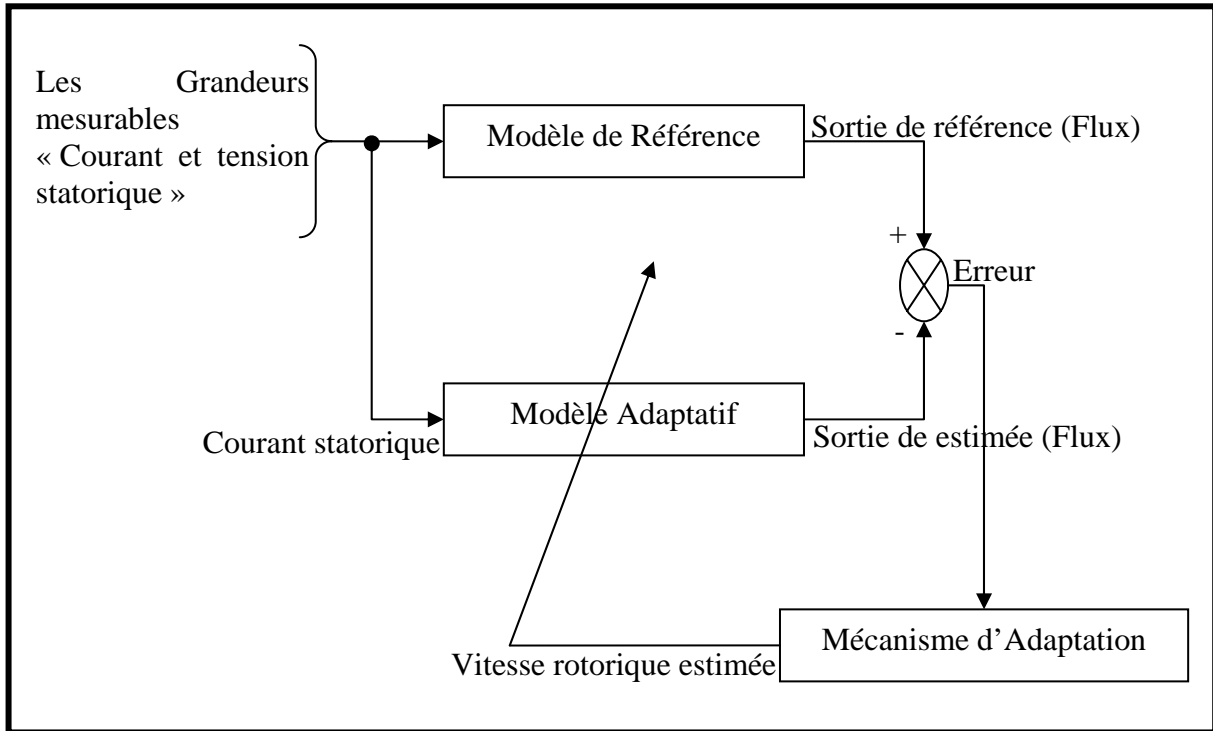 Les Grandeurs
mesurables
« Courant et tension
statorique »
Modèle de Référence
Sortie de référence (Flux)
+
Erreur
-
Modèle Adaptatif
Courant statorique
Sortie de estimée (Flux)
Mécanisme d’Adaptation
Vitesse rotorique estimée